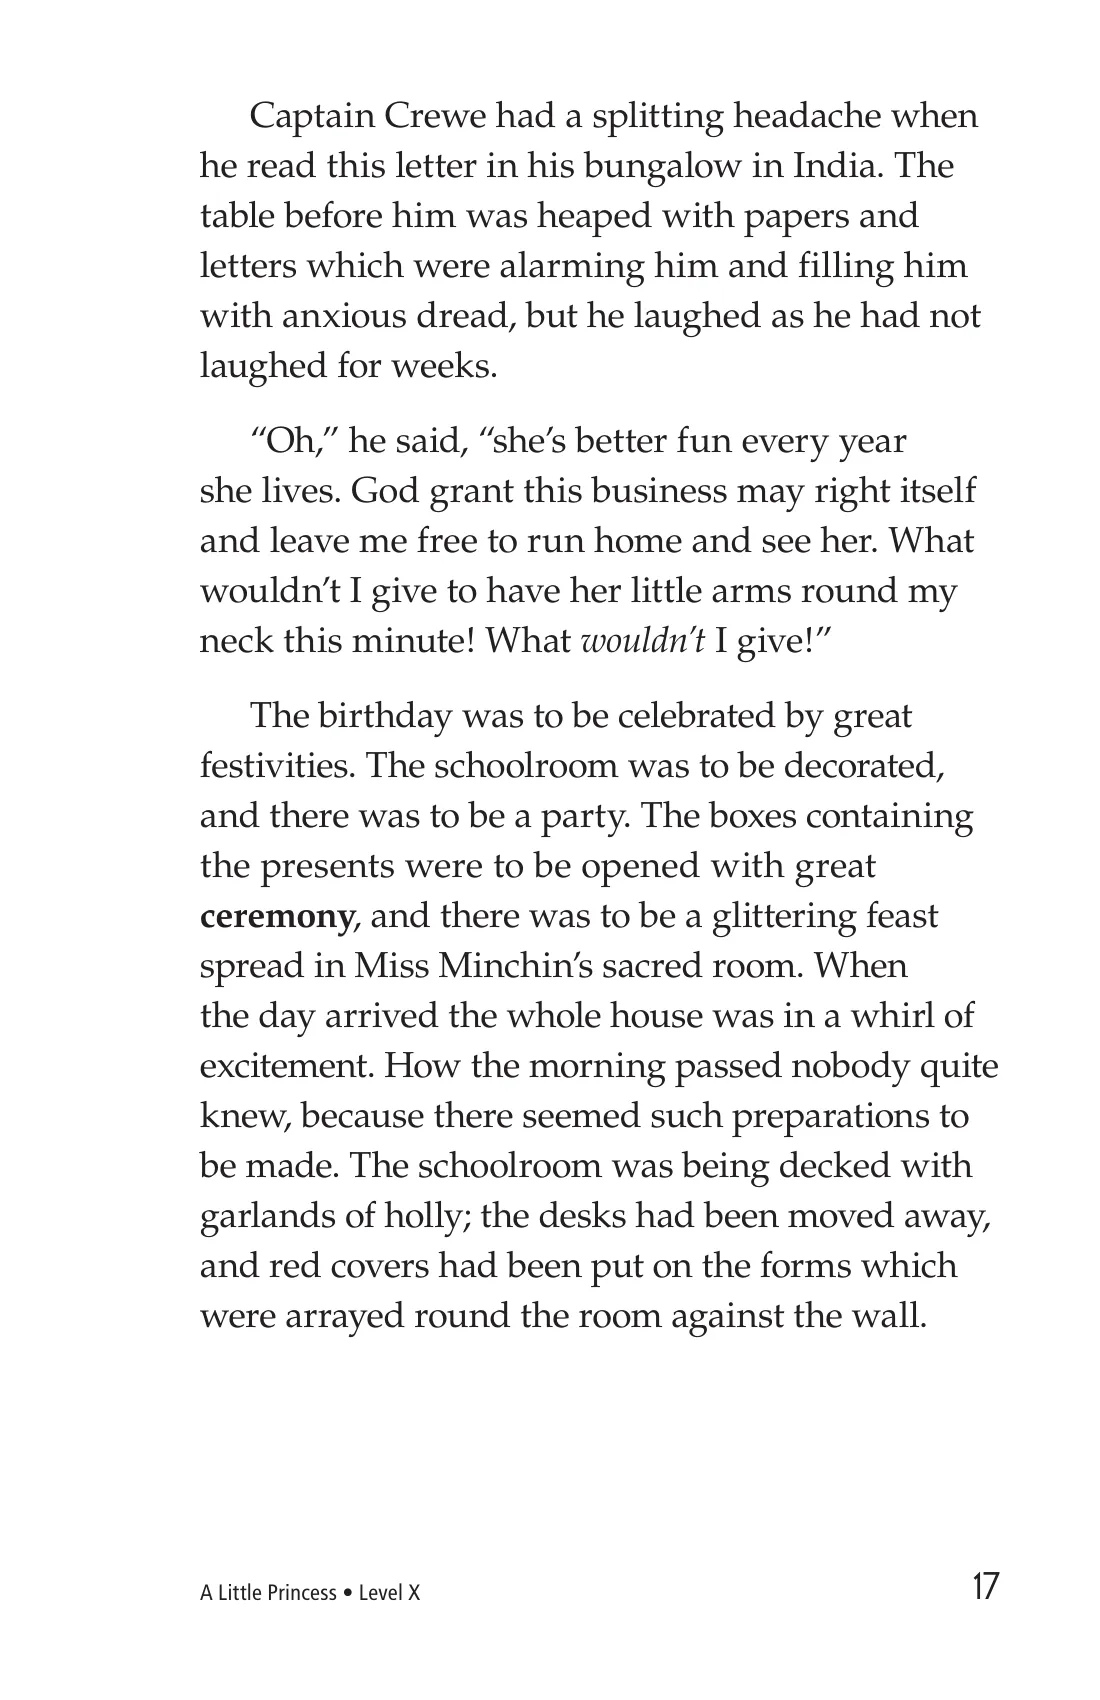 Captain Crewe had a splitting headache when
he read this letter in his bungalow in India. The
table before him was heaped with papers and
letters which were alarming him and filling him
with anxious dread, but he laughed as he had not
laughed for weeks.
“Oh,” he said, “she’s better fun every year
she lives. God grant this business may right itself
and leave me free to run home and see her. What
wouldn’t I give to have her little arms round my
neck this minute! What wouldn’t I give!”
The birthday was to be celebrated by great
festivities. The schoolroom was to be decorated,
and there was to be a party. The boxes containing
the presents were to be opened with great
ceremony, and there was to be a glittering feast
spread in Miss Minchin’s sacred room. When
the day arrived the whole house was in a whirl of
excitement. How the morning passed nobody quite
knew, because there seemed such preparations to
be made. The schoolroom was being decked with
garlands of holly; the desks had been moved away,
and red covers had been put on the forms which
were arrayed round the room against the wall.
A Little Princess • Level X
17